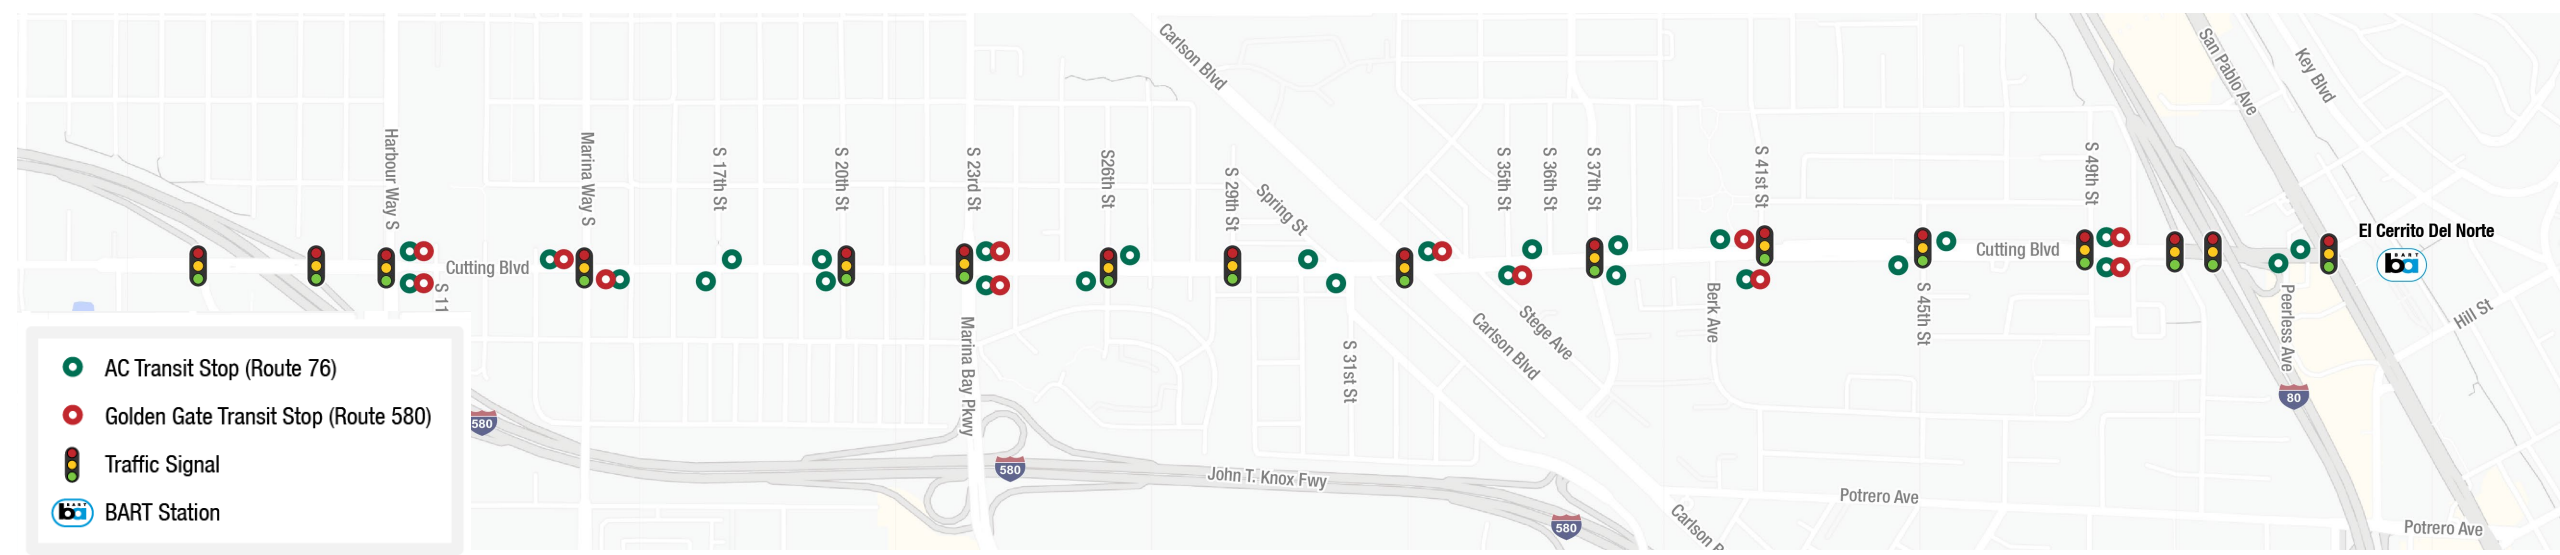 Carlson Blvd
San Pablo Ave
Key Blvd
Harbour Way S
Marina Way S
S 17th St
S 20th St
S 23rd St
S26th St
S 29th St
Spring St
S 35th St
S 36th St
S 37th St
S 41st St
S 49th St
El Cerrito Del Norte
BART
ba
Cutting Blvd
Cutting Blvd
S 11
Marina Bay Pkwy
S 31st St
Carlson Blvd
Stege Ave
Berk Ave
S 45th St
Peerless Ave
Hill St
80
AC Transit Stop (Route 76)
Golden Gate Transit Stop (Route 580)
Traffic Signal
BART
ba
BART Station
580
580
John T. Knox Fwy
580
Carlson B
Potrero Ave
Potrero Ave